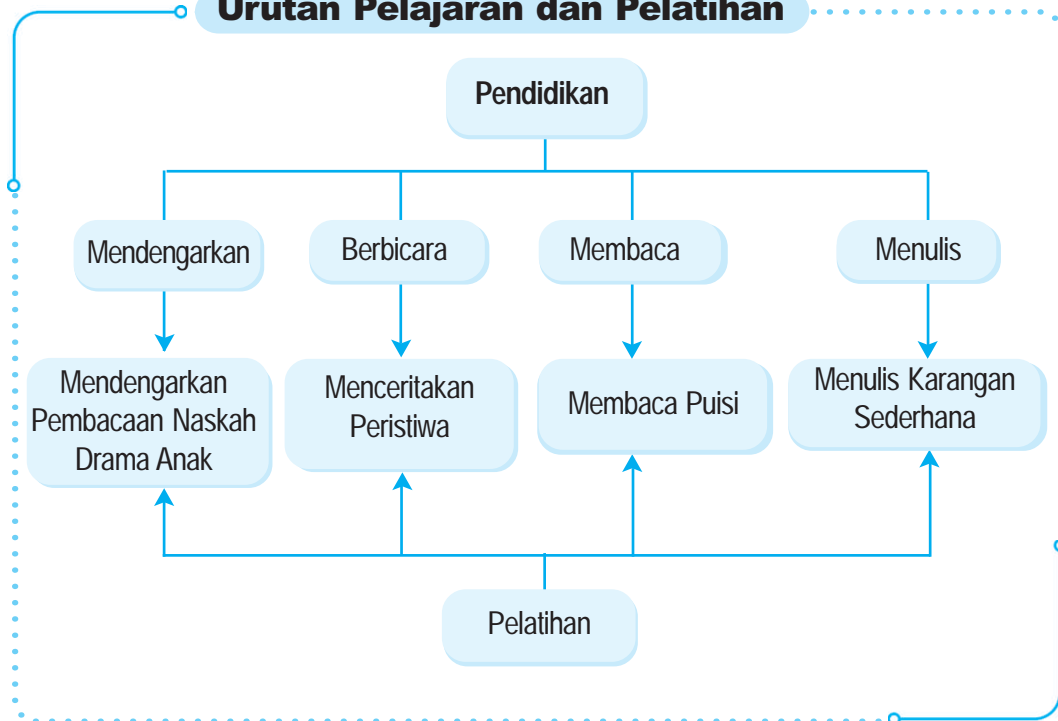 Urutan Pelajaran dan Pelatihan
Pendidikan
Mendengarkan
Berbicara
Membaca
Menulis
Mendengarkan
Pembacaan Naskah
Drama Anak
Menceritakan
Peristiwa
Membaca Puisi
Menulis Karangan
Sederhana
Pelatihan